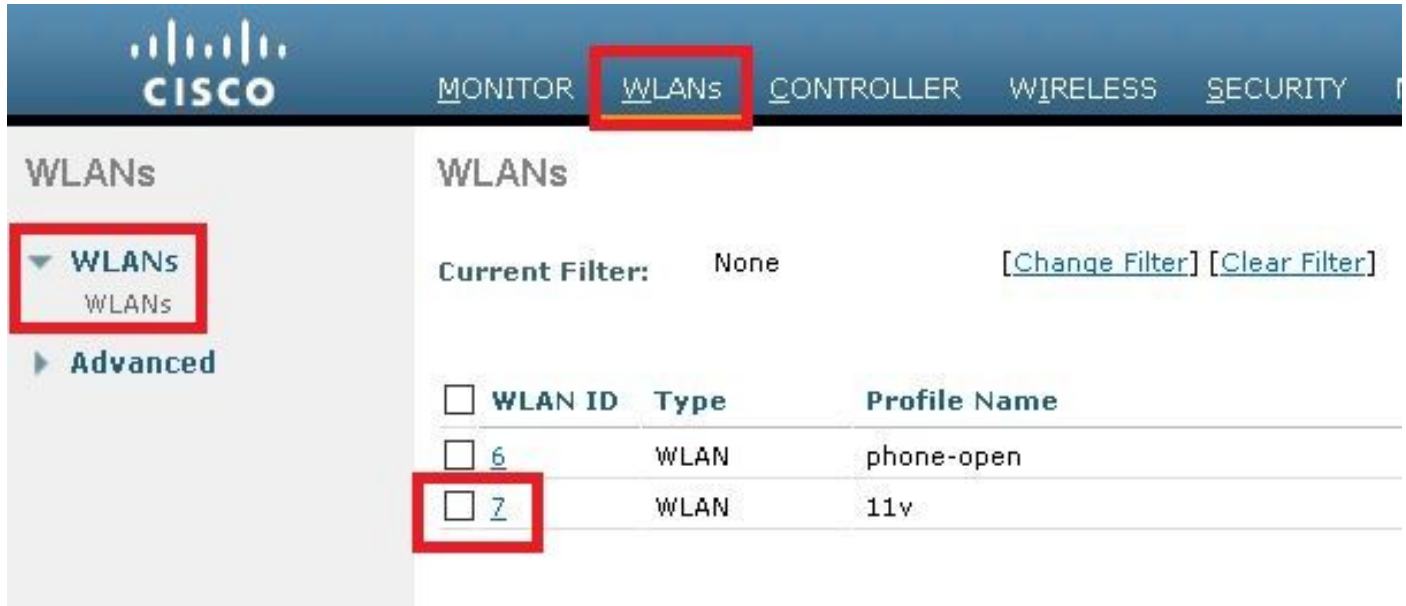 CISCO
MONITOR WLANs CONTROLLER WIRELESS SECURITY
WLANs
WLANs
WLANs
Advanced
WLANs
Current Filter: None [Change Filter] [Clear Filter]
WLAN ID Type Profile Name
6 WLAN phone-open
7 WLAN 11v